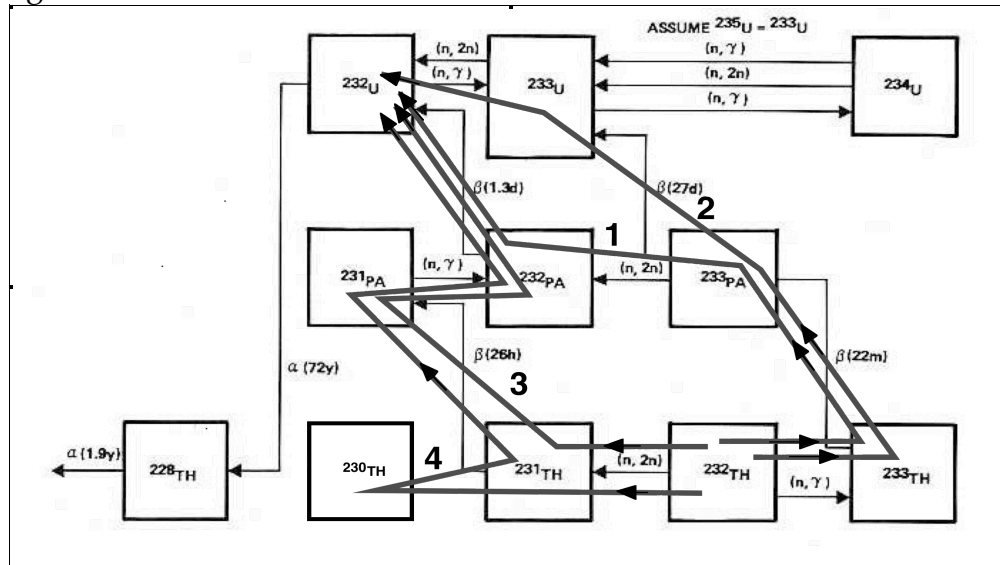 ASSUME ²³⁵U = ²³³U
(n, 2n)
(n, γ)
(n, γ)
(n, 2n)
(n, γ)
²³²U
²³³U
²³⁴U
β(1.3d)
β(27d)
2
1
²³¹PA
(n, γ)
²³²PA
(n, 2n)
²³³PA
α (72y)
β(26h)
β(22m)
3
4
α (1.9y)
²²⁸TH
²³⁰TH
²³¹TH
(n, 2n)
²³²TH
(n, γ)
²³³TH